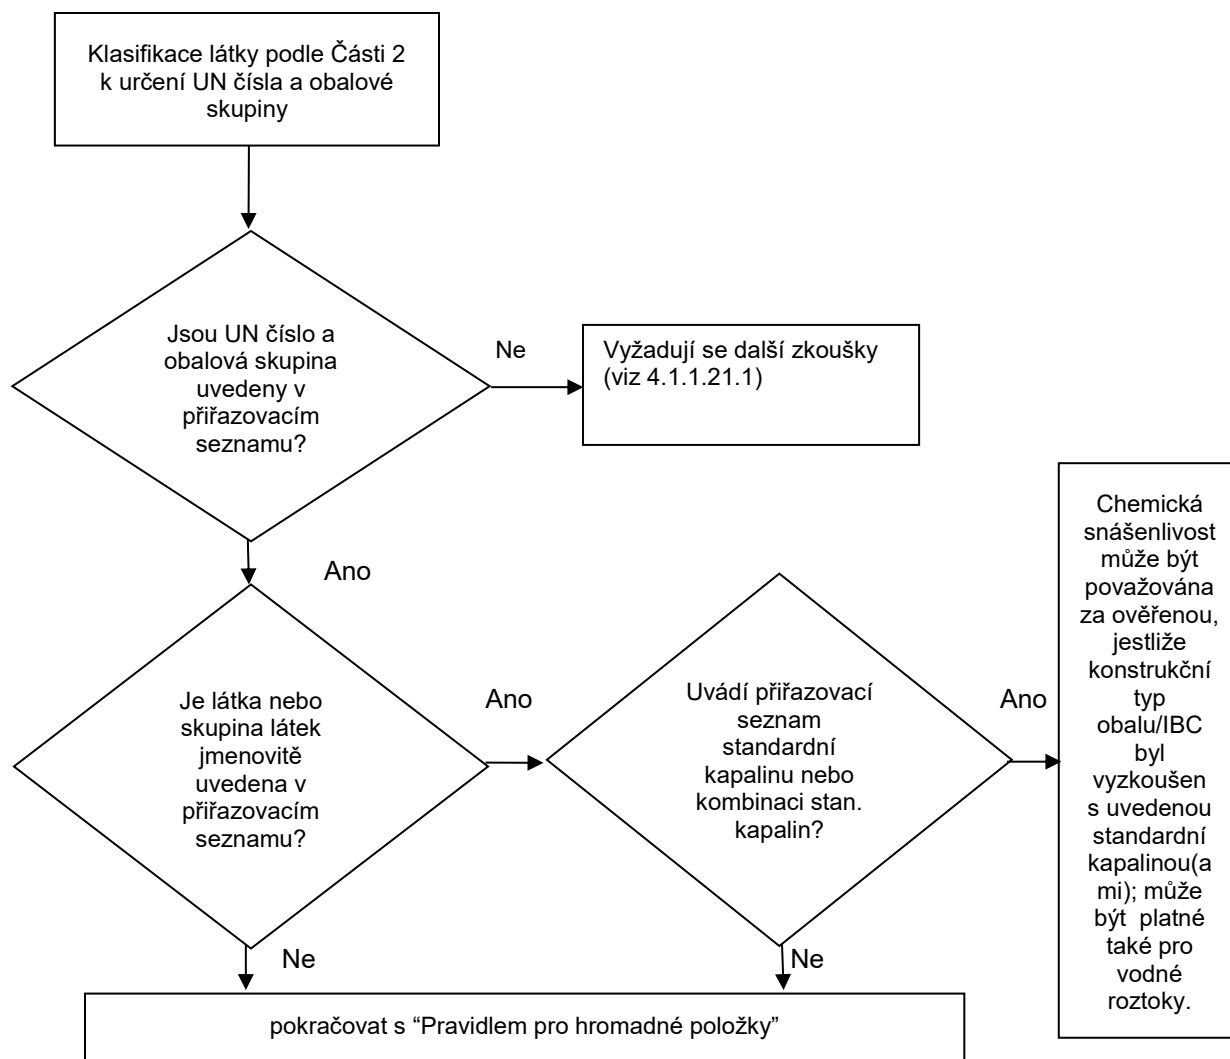 Klasifikace látky podle Části 2
k určení UN čísla a obalové
skupiny
Jsou UN číslo a
obalová skupina
uvedeny v
přiřazovacím
seznamu?
Ne
Vyžadují se další zkoušky
(viz 4.1.1.21.1)
Ano
Je látka nebo
skupina látek
jmenovitě
uvedena v
přiřazovacím
seznamu?
Ano
Uvádí přiřazovací
seznam
standardní
kapalinu nebo
kombinaci stan.
kapalin?
Ano
Chemická
snášenlivost
může být
považována
za ověřenou,
jestliže
konstrukční
typ
obalu/IBC
byl
vyzkoušen
s uvedenou
standardní
kapalinou(a
mi); může
být platné
také pro
vodné
roztoky.
Ne
Ne
pokračovat s “Pravidlem pro hromadné položky”